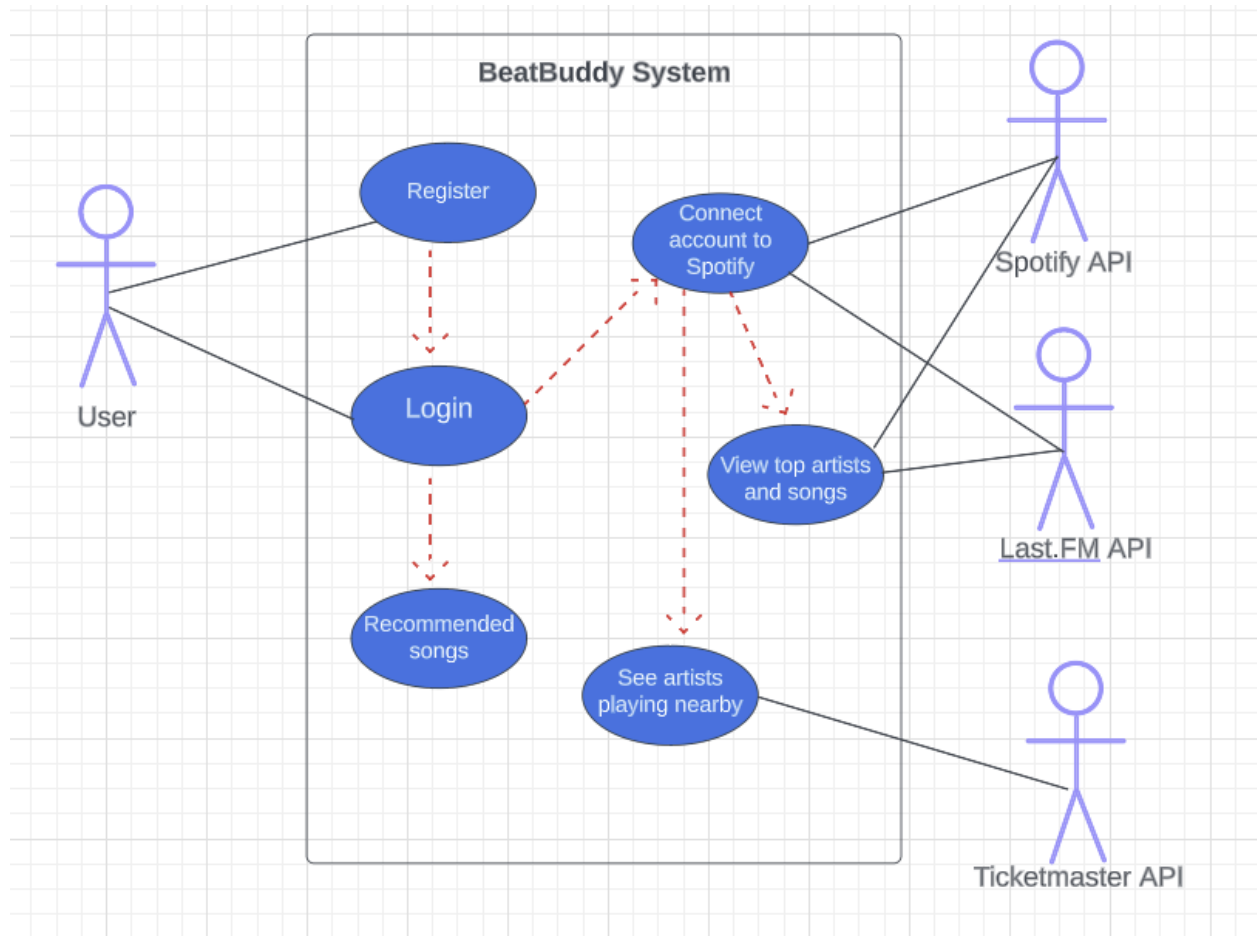 BeatBuddy System
Register
Connect
account to
Spotify
Spotify API
User
Login
View top artists
and songs
Last.FM API
Recommended
songs
See artists
playing nearby
Ticketmaster API